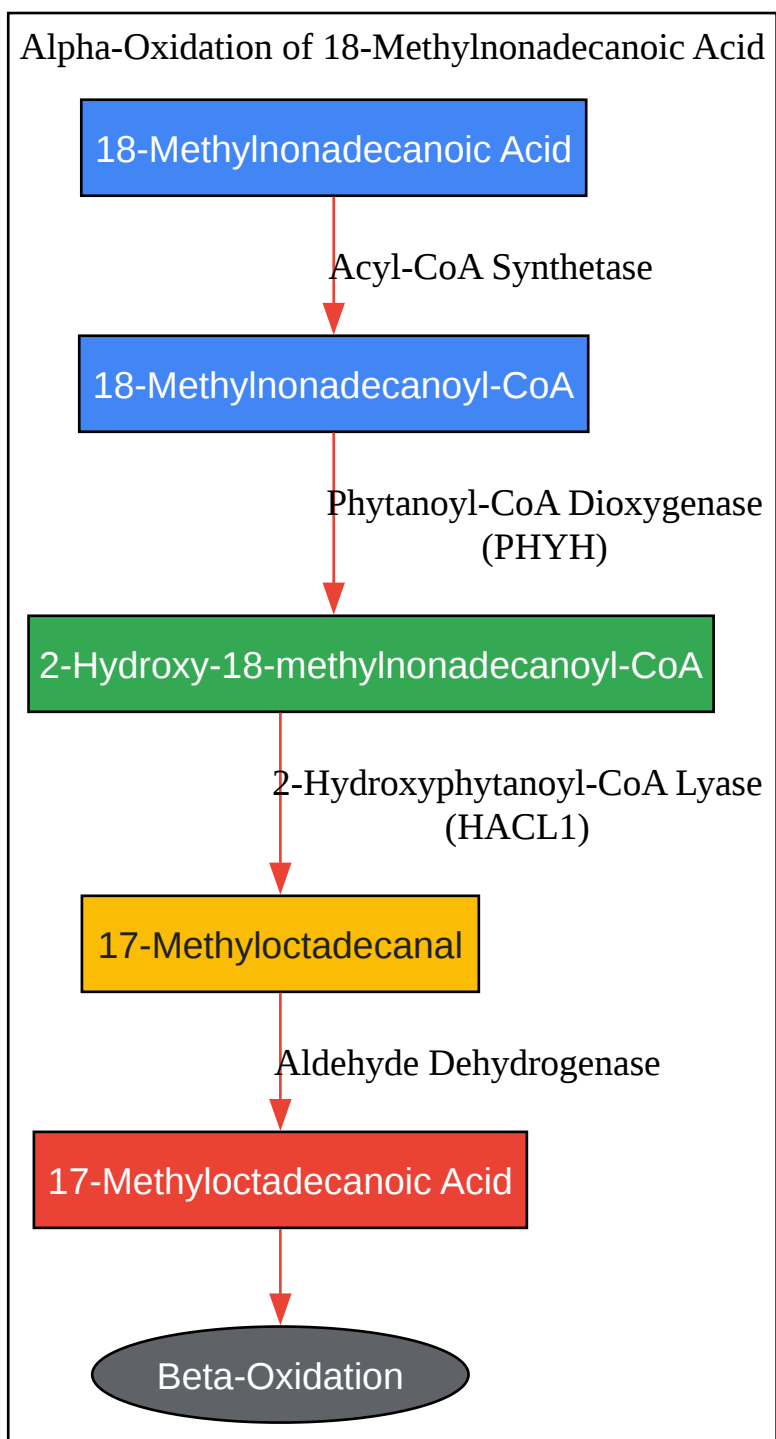 Alpha-Oxidation of 18-Methylnonadecanoic Acid
18-Methylnonadecanoic Acid
Acyl-CoA Synthetase
18-Methylnonadecanoyl-CoA
Phytanoyl-CoA Dioxygenase
(PHYH)
2-Hydroxy-18-methylnonadecanoyl-CoA
2-Hydroxyphytanoyl-CoA Lyase
(HACL1)
17-Methyloctadecanal
Aldehyde Dehydrogenase
17-Methyloctadecanoic Acid
Beta-Oxidation